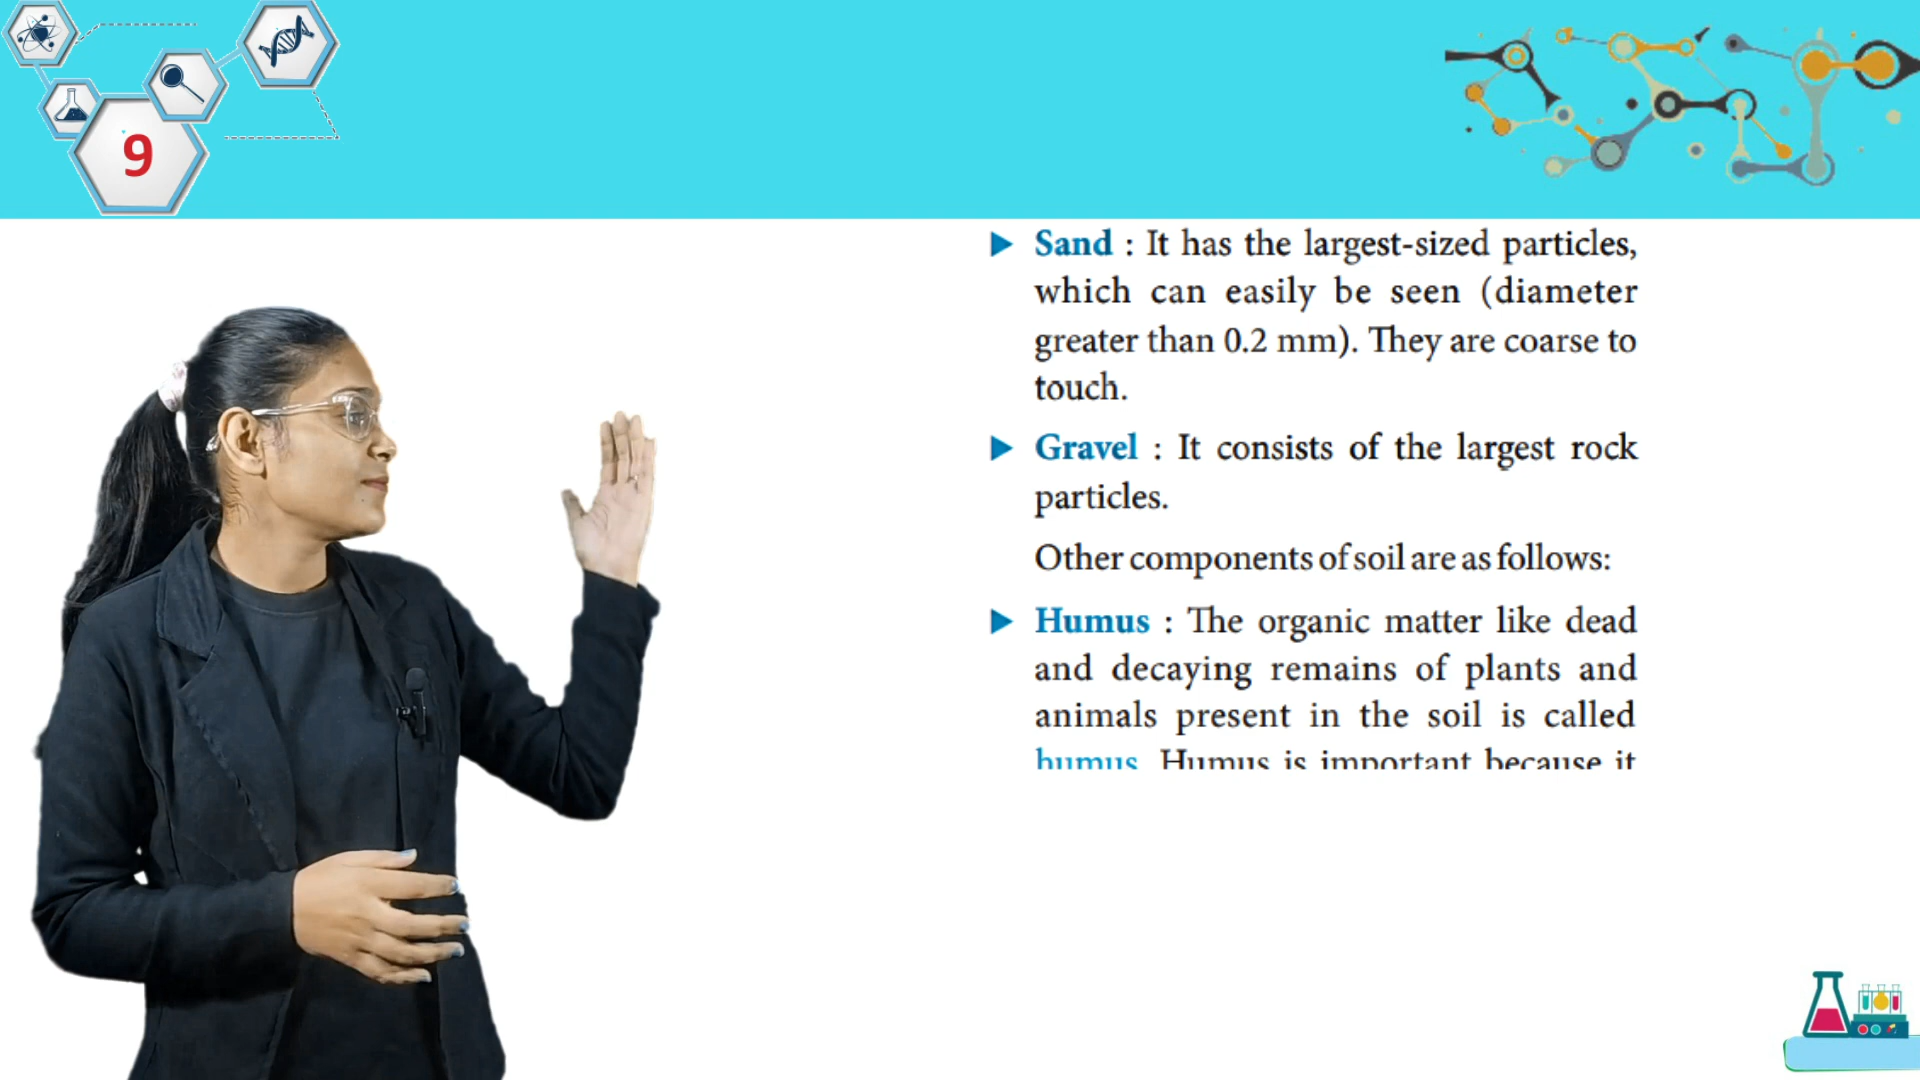 9
Sand : It has the largest-sized particles,
which can easily be seen (diameter
greater than 0.2 mm). They are coarse to
touch.
Gravel : It consists of the largest rock
particles.
Other components of soil are as follows:
Humus : The organic matter like dead
and decaying remains of plants and
animals present in the soil is called
humus. Humus is important because it